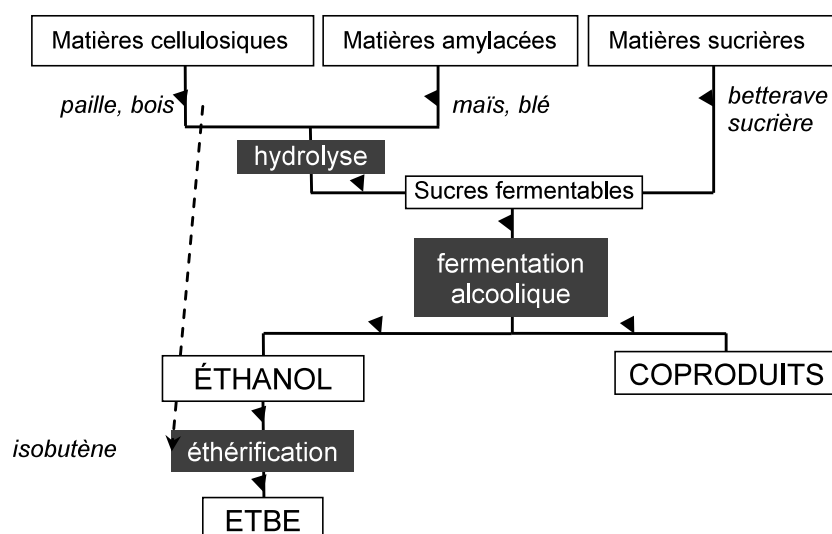 Matières cellulosiques
Matières amylacées
Matières sucrières
paille, bois
maïs, blé
betterave
sucrière
hydrolyse
Sucres fermentables
fermentation
alcoolique
ÉTHANOL
COPRODUITS
isobutène
éthérification
ETBE